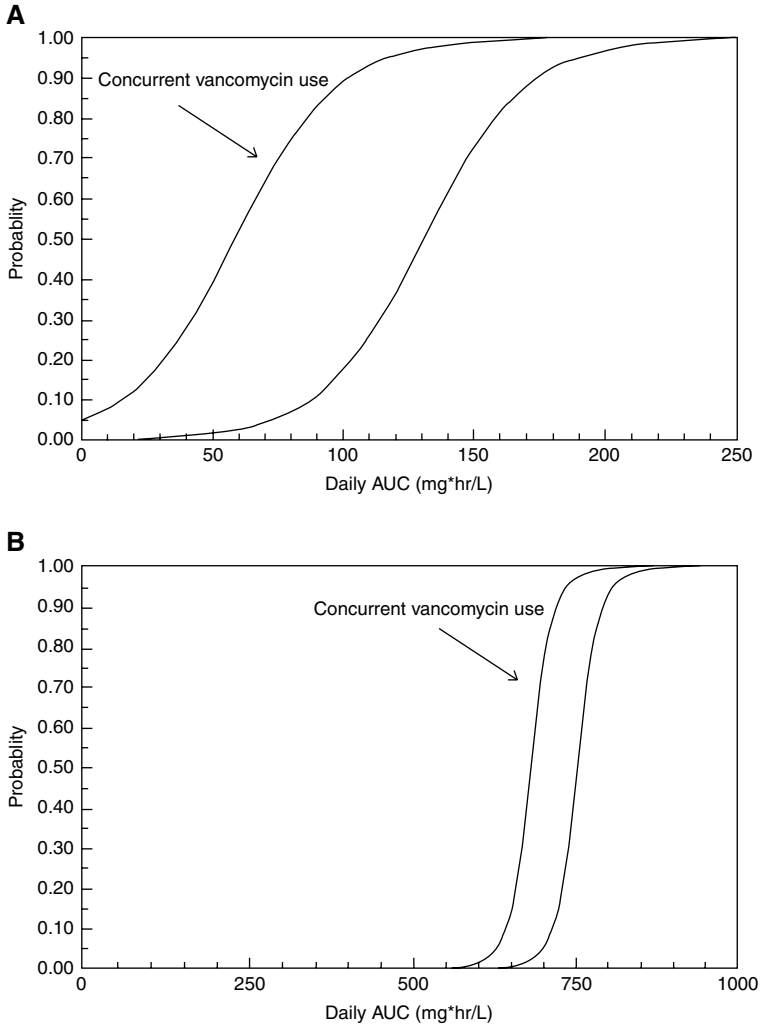 A
1.00
0.90
Concurrent vancomycin use
0.80
0.70
0.60
0.50
0.40
0.30
0.20
0.10
0.00
Probablity
0 50 100 150 200 250
Daily AUC (mg*hr/L)
B
1.00
0.90
Concurrent vancomycin use
0.80
0.70
0.60
0.50
0.40
0.30
0.20
0.10
0.00
Probablity
0 250 500 750 1000
Daily AUC (mg*hr/L)